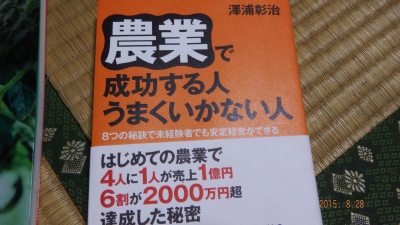 澤浦彰治
農業で
成功する人
うまくいかない人
8つの秘訣で未経験者でも安定経営ができる
はじめての農業で
4人に1人が売上1億円
6割が2000万円超
達成した秘密
2015. 8.28